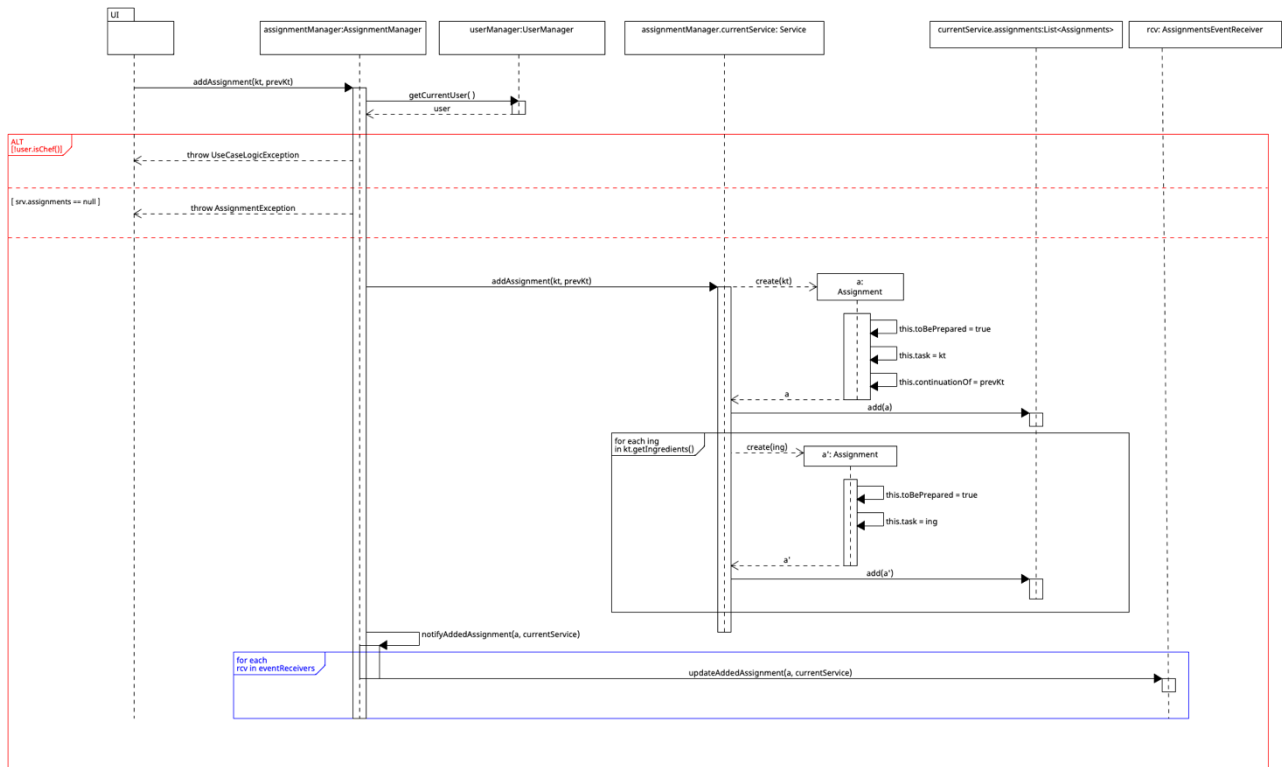 UI
assignmentManager:AssignmentManager
userManager:UserManager
assignmentManager.currentService: Service
currentService.assignments:List<Assignments>
rcv: AssignmentsEventReceiver
addAssignment(kt, prevKt)
getCurrentUser( )
user
ALT
[!user.isChef()]
throw UseCaseLogicException
[ srv.assignments == null ]
throw AssignmentException
addAssignment(kt, prevKt)
create(kt)
a:
Assignment
this.toBePrepared = true
this.task = kt
this.continuationOf = prevKt
a
add(a)
for each ing
in kt.getIngredients()
create(ing)
a': Assignment
this.toBePrepared = true
this.task = ing
a'
add(a')
notifyAddedAssignment(a, currentService)
for each
rcv in eventReceivers
updateAddedAssignment(a, currentService)